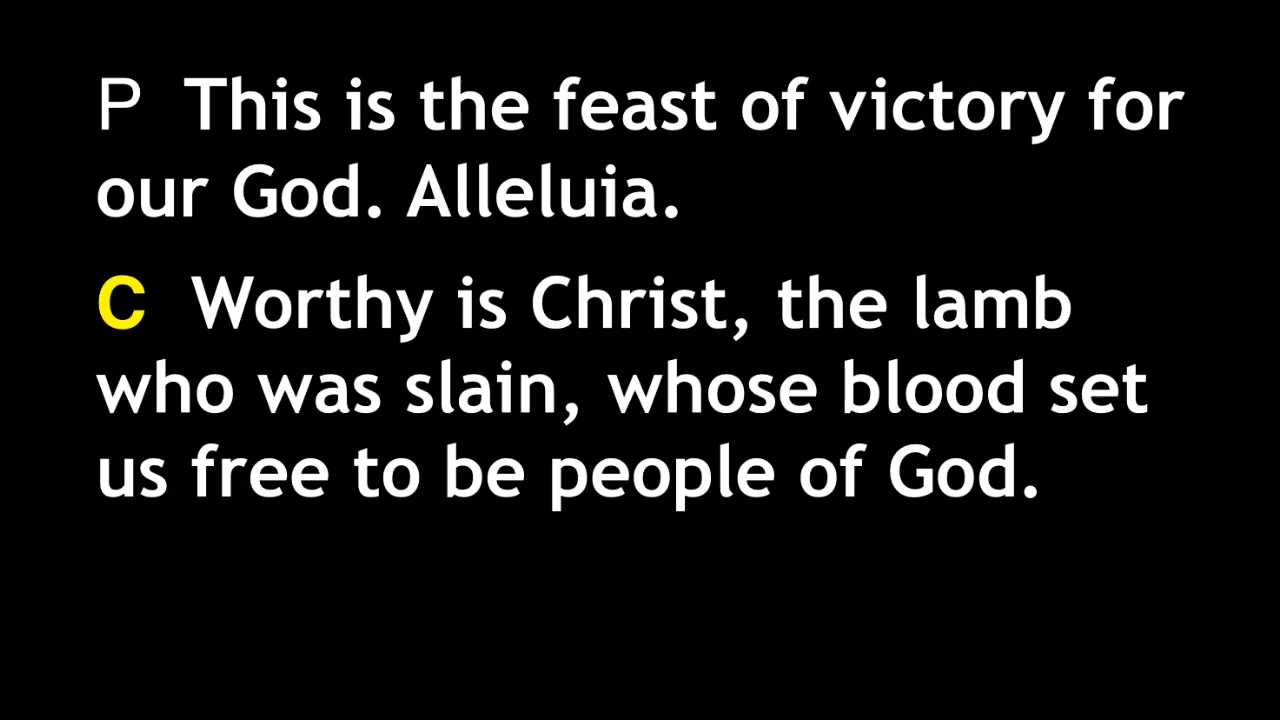 P This is the feast of victory for
our God. Alleluia.
C Worthy is Christ, the lamb
who was slain, whose blood set
us free to be people of God.